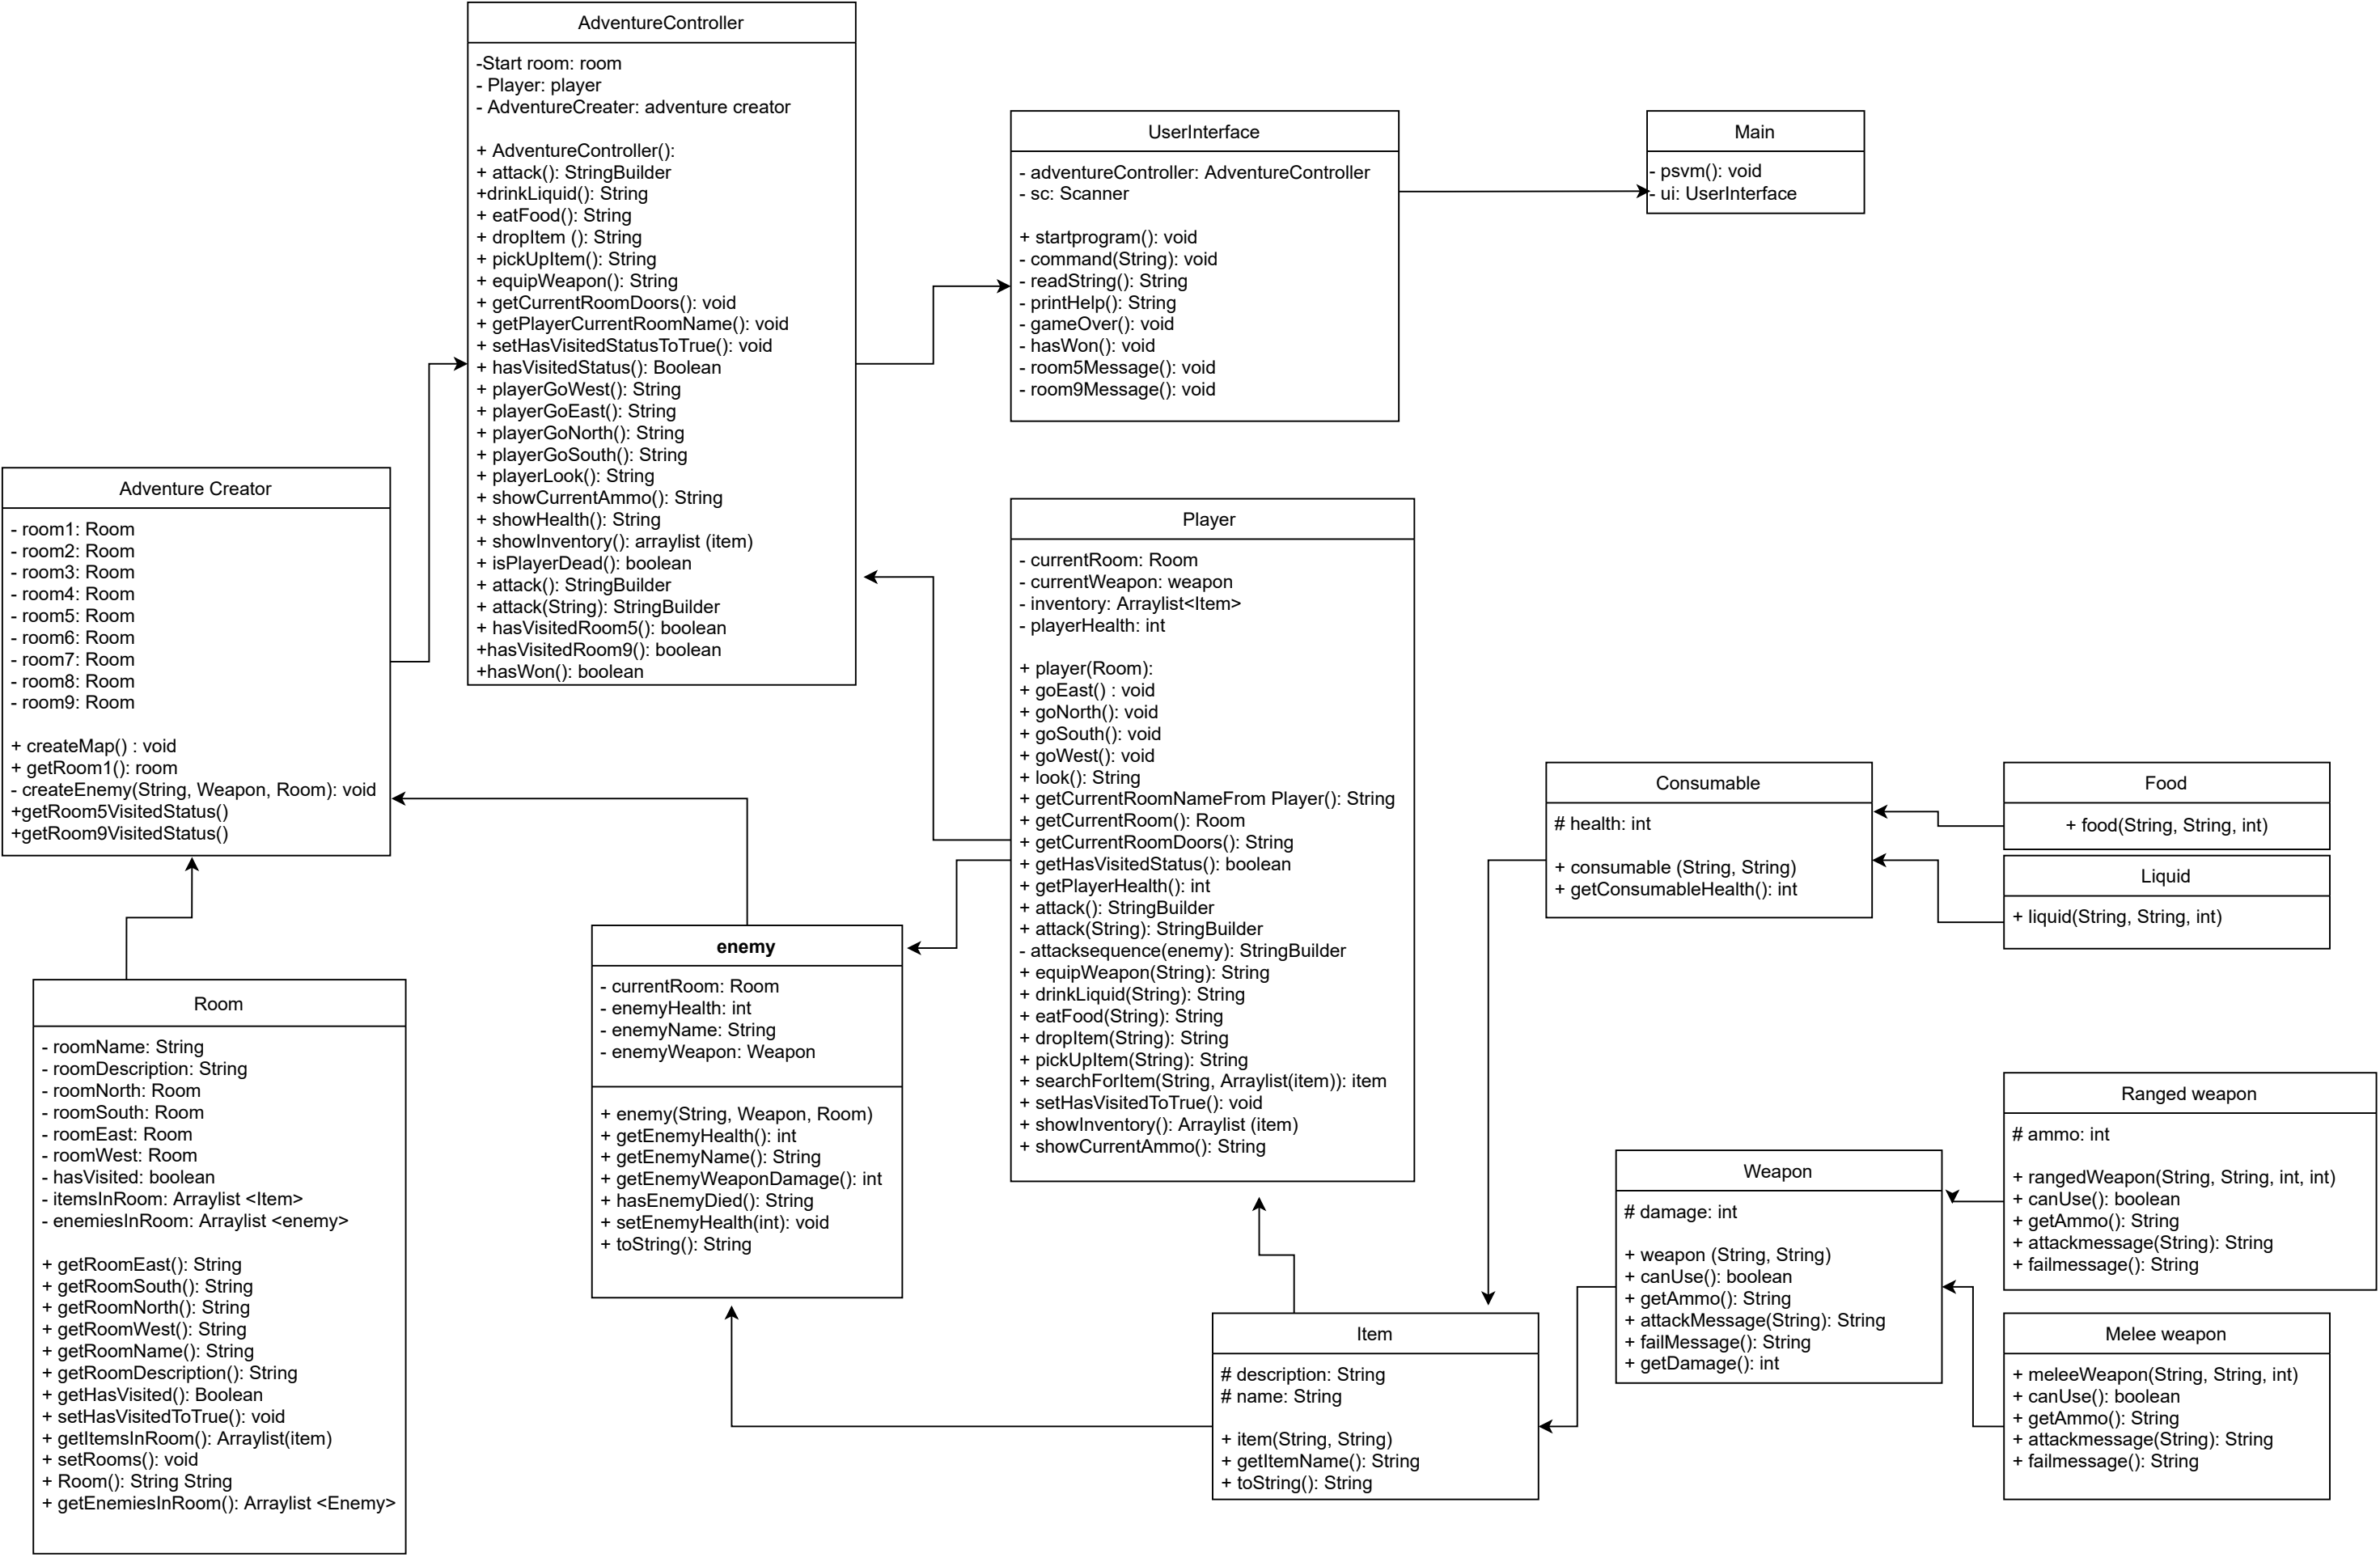 AdventureController
-Start room: room
- Player: player
- AdventureCreater: adventure creator
+ AdventureController():
+ attack(): StringBuilder
+drinkLiquid(): String
+ eatFood(): String
+ dropItem (): String
+ pickUpItem(): String
+ equipWeapon(): String
+ getCurrentRoomDoors(): void
+ getPlayerCurrentRoomName(): void
+ setHasVisitedStatusToTrue(): void
+ hasVisitedStatus(): Boolean
+ playerGoWest(): String
+ playerGoEast(): String
+ playerGoNorth(): String
+ playerGoSouth(): String
+ playerLook(): String
+ showCurrentAmmo(): String
+ showHealth(): String
+ showInventory(): arraylist (item)
+ isPlayerDead(): boolean
+ attack(): StringBuilder
+ attack(String): StringBuilder
+ hasVisitedRoom5(): boolean
+hasVisitedRoom9(): boolean
+hasWon(): boolean
UserInterface
- adventureController: AdventureController
- sc: Scanner
+ startprogram(): void
- command(String): void
- readString(): String
- printHelp(): String
- gameOver(): void
- hasWon(): void
- room5Message(): void
- room9Message(): void
Main
- psvm(): void
- ui: UserInterface
Adventure Creator
- room1: Room
- room2: Room
- room3: Room
- room4: Room
- room5: Room
- room6: Room
- room7: Room
- room8: Room
- room9: Room
+ createMap() : void
+ getRoom1(): room
- createEnemy(String, Weapon, Room): void
+getRoom5VisitedStatus()
+getRoom9VisitedStatus()
Player
- currentRoom: Room
- currentWeapon: weapon
- inventory: Arraylist<Item>
- playerHealth: int
+ player(Room):
+ goEast() : void
+ goNorth(): void
+ goSouth(): void
+ goWest(): void
+ look(): String
+ getCurrentRoomNameFrom Player(): String
+ getCurrentRoom(): Room
+ getCurrentRoomDoors(): String
+ getHasVisitedStatus(): boolean
+ getPlayerHealth(): int
+ attack(): StringBuilder
+ attack(String): StringBuilder
- attacksequence(enemy): StringBuilder
+ equipWeapon(String): String
+ drinkLiquid(String): String
+ eatFood(String): String
+ dropItem(String): String
+ pickUpItem(String): String
+ searchForItem(String, Arraylist(item)): item
+ setHasVisitedToTrue(): void
+ showInventory(): Arraylist (item)
+ showCurrentAmmo(): String
Consumable
# health: int
+ consumable (String, String)
+ getConsumableHealth(): int
Food
+ food(String, String, int)
Liquid
+ liquid(String, String, int)
enemy
- currentRoom: Room
- enemyHealth: int
- enemyName: String
- enemyWeapon: Weapon
+ enemy(String, Weapon, Room)
+ getEnemyHealth(): int
+ getEnemyName(): String
+ getEnemyWeaponDamage(): int
+ hasEnemyDied(): String
+ setEnemyHealth(int): void
+ toString(): String
Room
- roomName: String
- roomDescription: String
- roomNorth: Room
- roomSouth: Room
- roomEast: Room
- roomWest: Room
- hasVisited: boolean
- itemsInRoom: Arraylist <Item>
- enemiesInRoom: Arraylist <enemy>
+ getRoomEast(): String
+ getRoomSouth(): String
+ getRoomNorth(): String
+ getRoomWest(): String
+ getRoomName(): String
+ getRoomDescription(): String
+ getHasVisited(): Boolean
+ setHasVisitedToTrue(): void
+ getItemsInRoom(): Arraylist(item)
+ setRooms(): void
+ Room(): String String
+ getEnemiesInRoom(): Arraylist <Enemy>
Ranged weapon
# ammo: int
+ rangedWeapon(String, String, int, int)
+ canUse(): boolean
+ getAmmo(): String
+ attackmessage(String): String
+ failmessage(): String
Weapon
# damage: int
+ weapon (String, String)
+ canUse(): boolean
+ getAmmo(): String
+ attackMessage(String): String
+ failMessage(): String
+ getDamage(): int
Item
# description: String
# name: String
+ item(String, String)
+ getItemName(): String
+ toString(): String
Melee weapon
+ meleeWeapon(String, String, int)
+ canUse(): boolean
+ getAmmo(): String
+ attackmessage(String): String
+ failmessage(): String